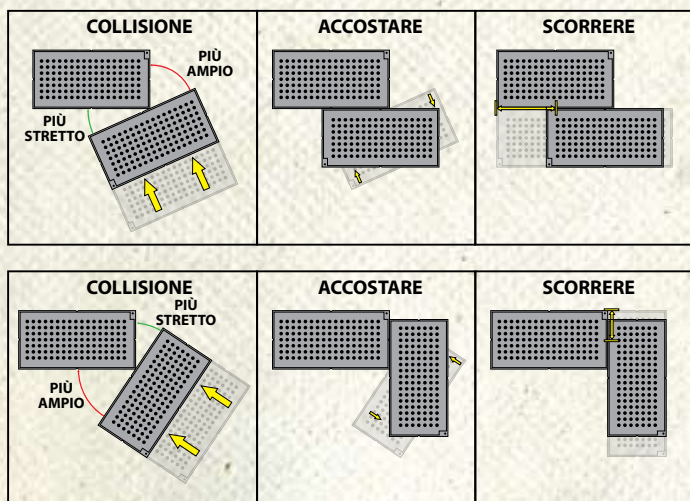 COLLISIONE
PIÙ
AMPIO
PIÙ
STRETTO
ACCOSTARE
SCORRERE
COLLISIONE
PIÙ
STRETTO
PIÙ
AMPIO
ACCOSTARE
SCORRERE